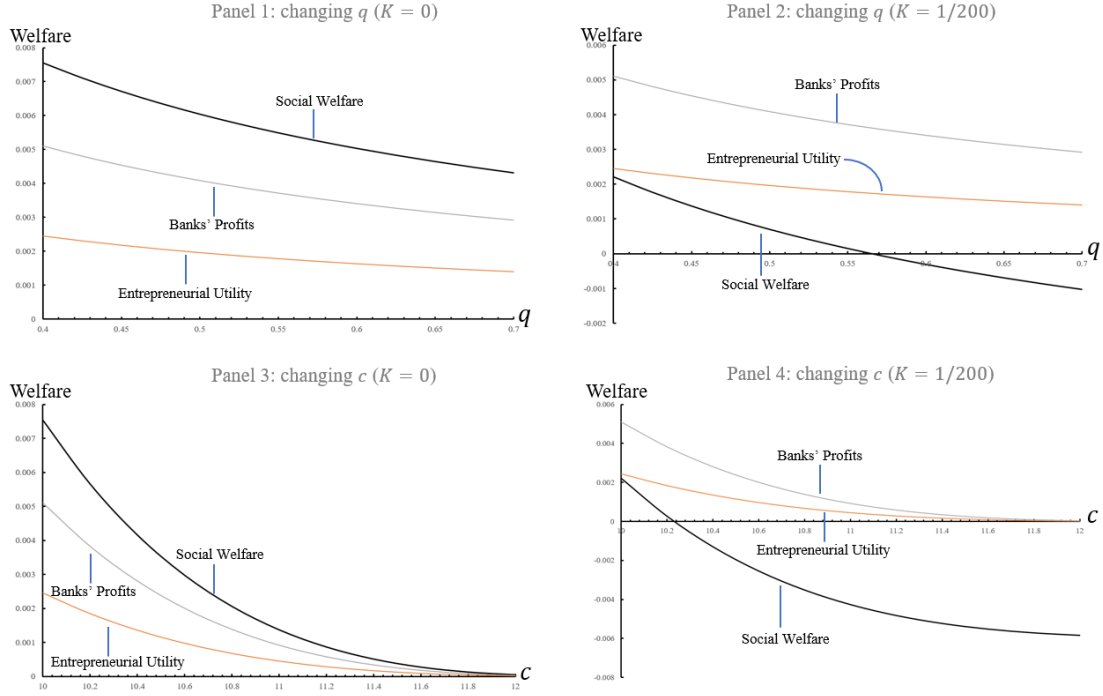 Panel 1: changing q (K = 0)
Welfare
0.008
0.007
0.006
0.005
0.004
0.003
0.002
0.001
0
0.4
0.45
0.5
0.55
0.6
0.65
0.7
q
Social Welfare
Banks' Profits
Entrepreneurial Utility
Panel 2: changing q (K = 1/200)
Welfare
0.006
0.005
0.004
0.003
0.002
0.001
0
-0.001
-0.002
0.4
0.45
0.5
0.55
0.6
0.65
0.7
q
Banks' Profits
Entrepreneurial Utility
Social Welfare
Panel 3: changing c (K = 0)
Welfare
0.008
0.007
0.006
0.005
0.004
0.003
0.002
0.001
0
10
10.2
10.4
10.6
10.8
11
11.2
11.4
11.6
11.8
12
c
Social Welfare
Banks' Profits
Entrepreneurial Utility
Panel 4: changing c (K = 1/200)
Welfare
0.006
0.004
0.002
0
-0.002
-0.004
-0.006
-0.008
10
10.2
10.4
10.6
10.8
11
11.2
11.4
11.6
11.8
12
c
Banks' Profits
Entrepreneurial Utility
Social Welfare